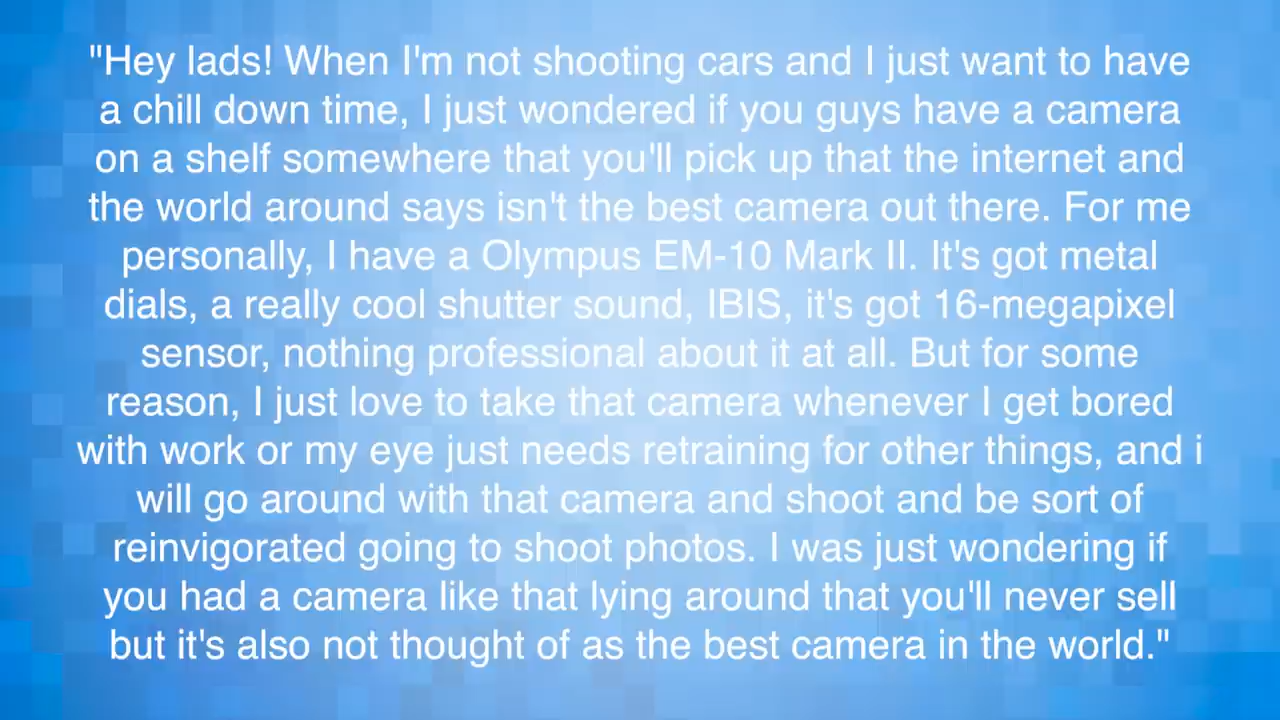 "Hey lads! When I'm not shooting cars and I just want to have
a chill down time, I just wondered if you guys have a camera
on a shelf somewhere that you'll pick up that the internet and
the world around says isn't the best camera out there. For me
personally, I have a Olympus EM-10 Mark II. It's got metal
dials, a really cool shutter sound, IBIS, it's got 16-megapixel
sensor, nothing professional about it at all. But for some
reason, I just love to take that camera whenever I get bored
with work or my eye just needs retraining for other things, and i
will go around with that camera and shoot and be sort of
reinvigorated going to shoot photos. I was just wondering if
you had a camera like that lying around that you'll never sell
but it's also not thought of as the best camera in the world."